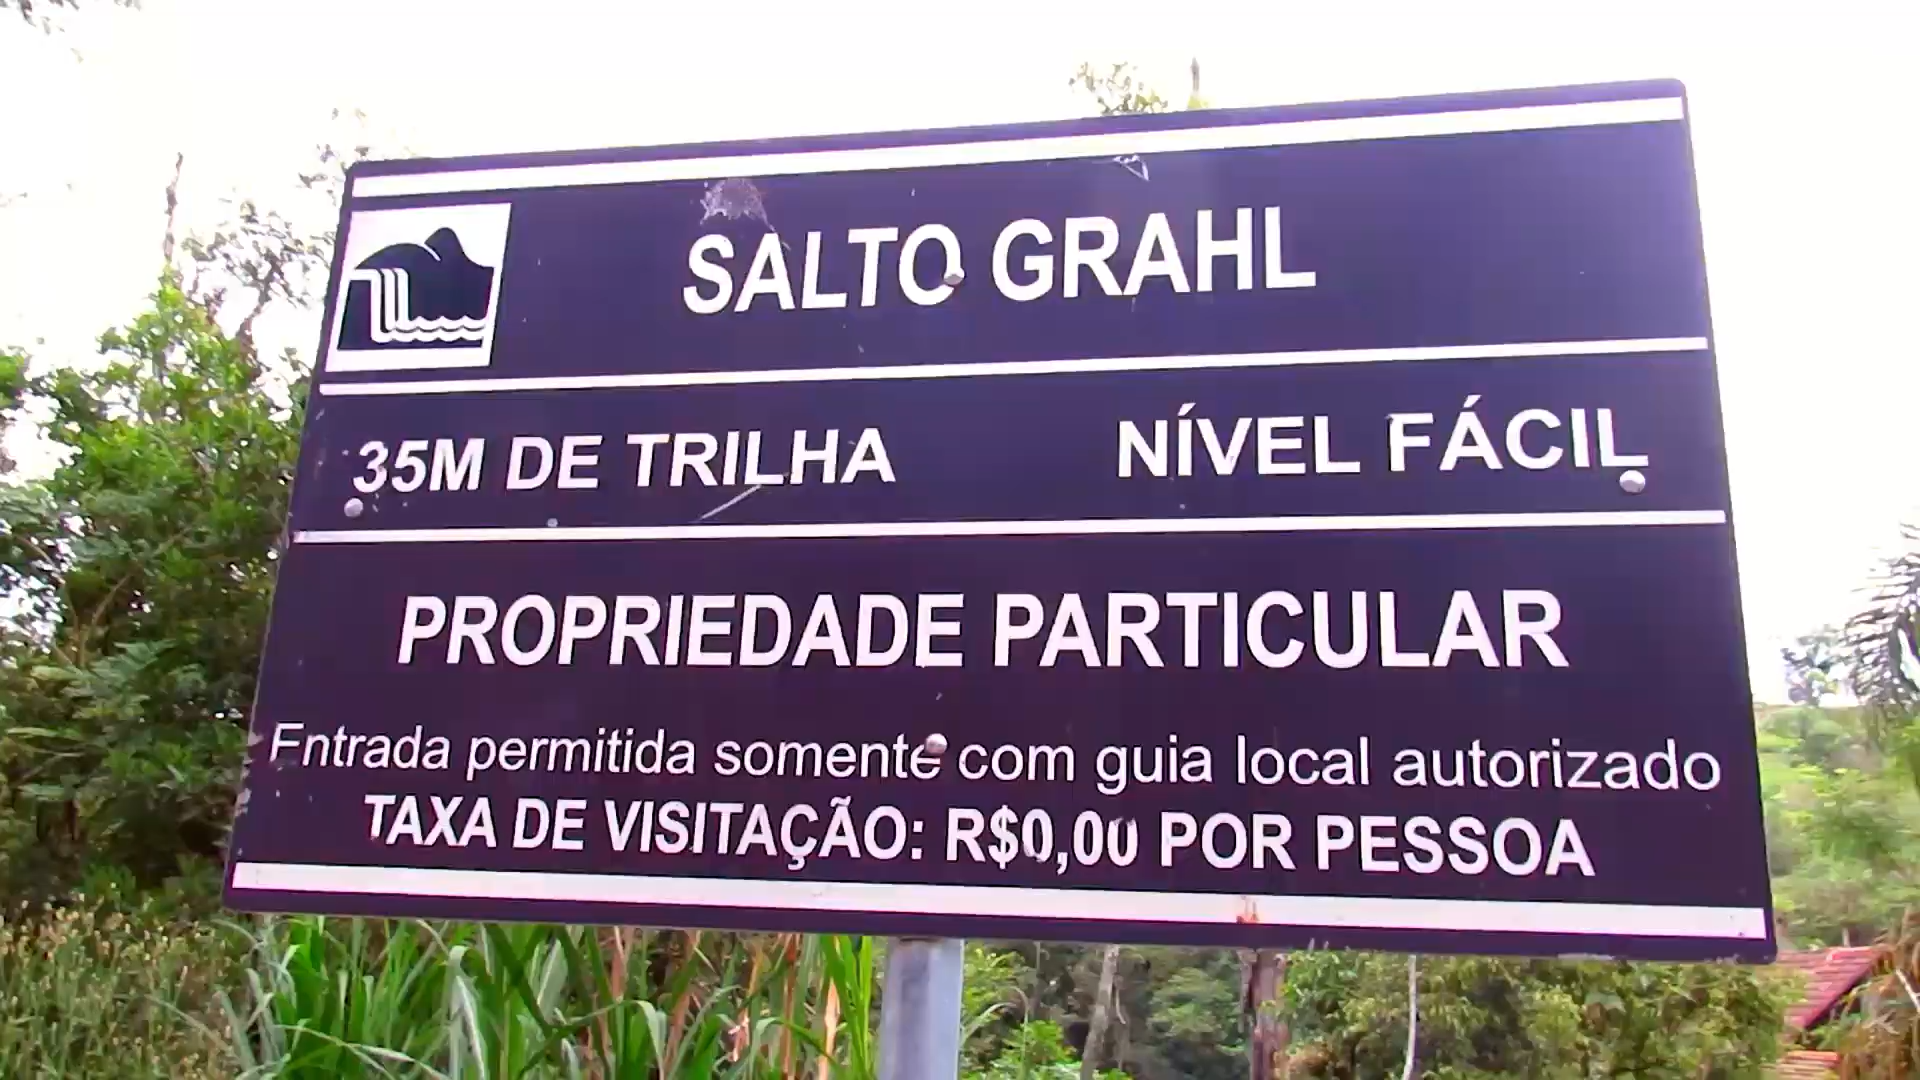 SALTO GRAHL
35M DE TRILHA NÍVEL FÁCIL
PROPRIEDADE PARTICULAR
Entrada permitida somente com guia local autorizado
TAXA DE VISITAÇÃO: R$0,00 POR PESSOA